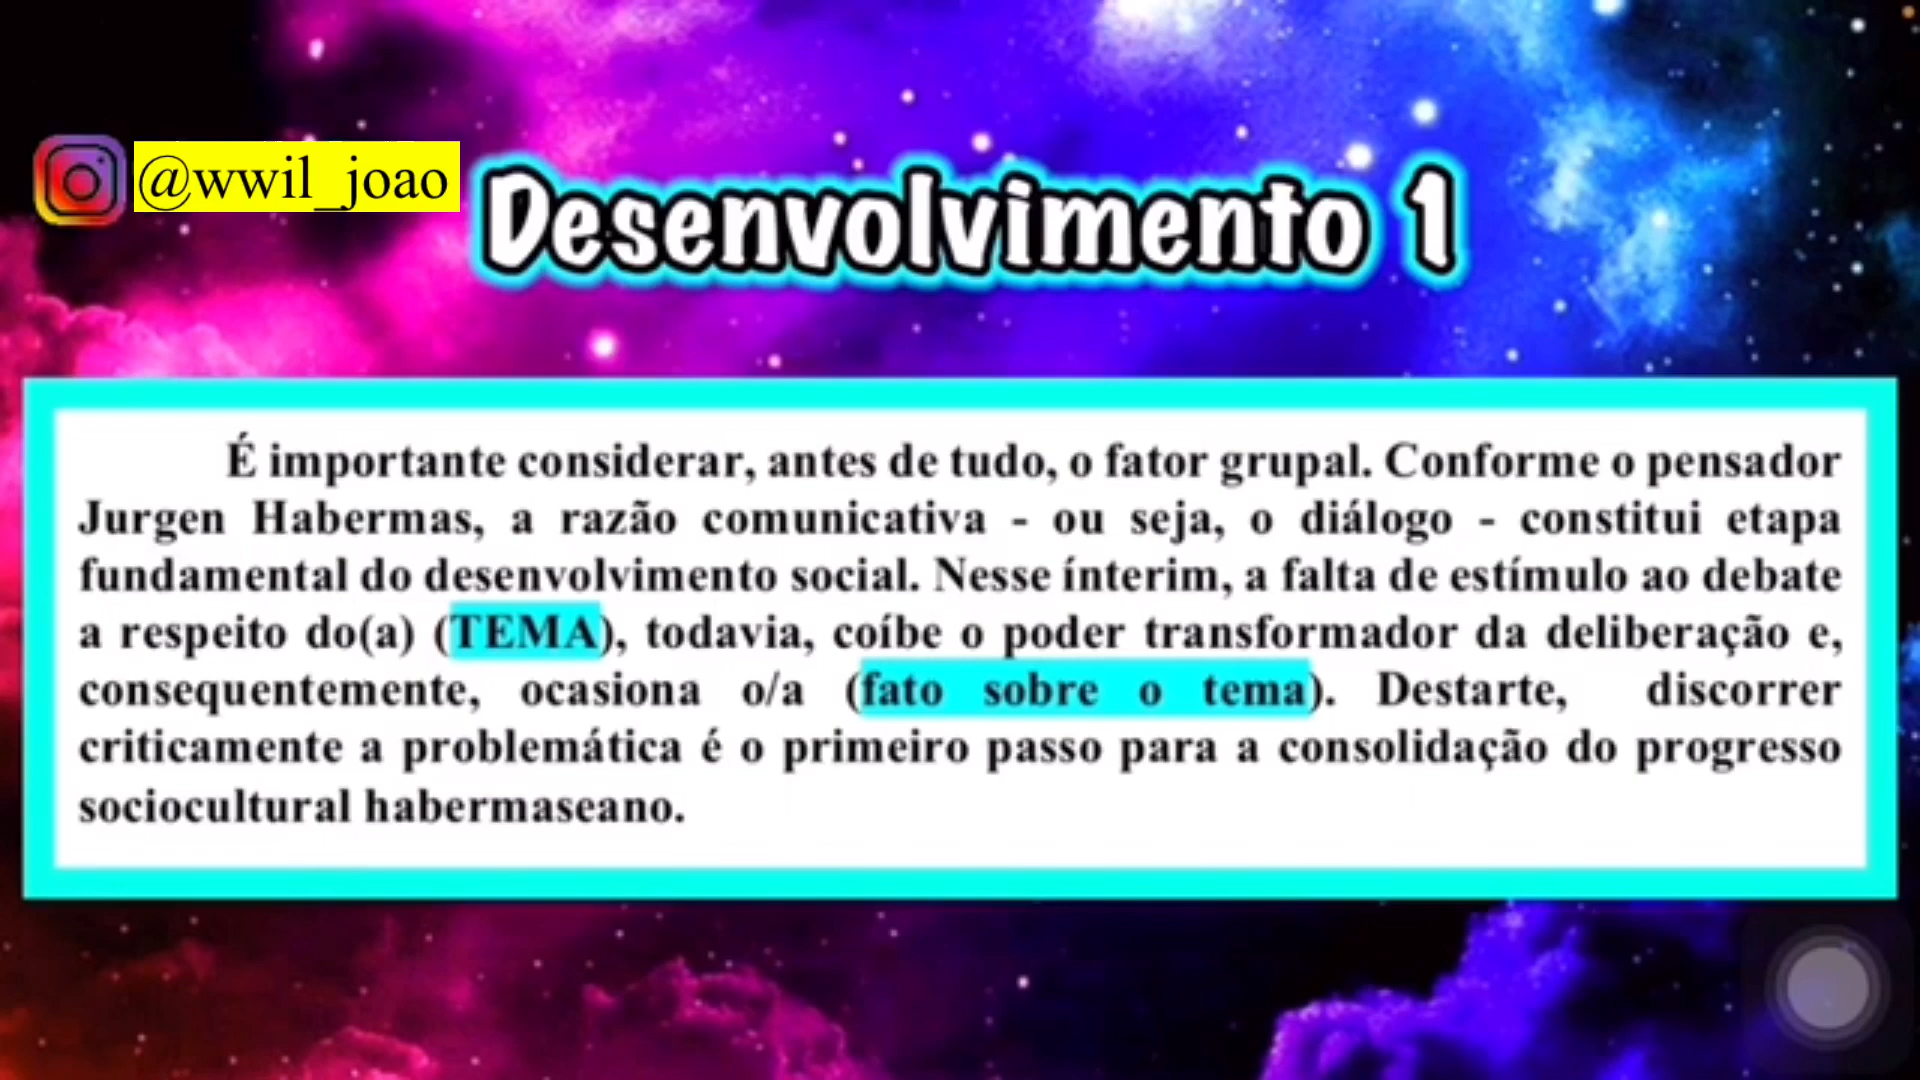 @wwil_joao
Desenvolvimento 1
É importante considerar, antes de tudo, o fator grupal. Conforme o pensador
Jurgen Habermas, a razão comunicativa - ou seja, o diálogo - constitui etapa
fundamental do desenvolvimento social. Nesse ínterim, a falta de estímulo ao debate
a respeito do(a) (TEMA), todavia, coíbe o poder transformador da deliberação e,
consequentemente, ocasiona o/a (fato sobre o tema). Destarte, discorrer
criticamente a problemática é o primeiro passo para a consolidação do progresso
sociocultural habermaseano.